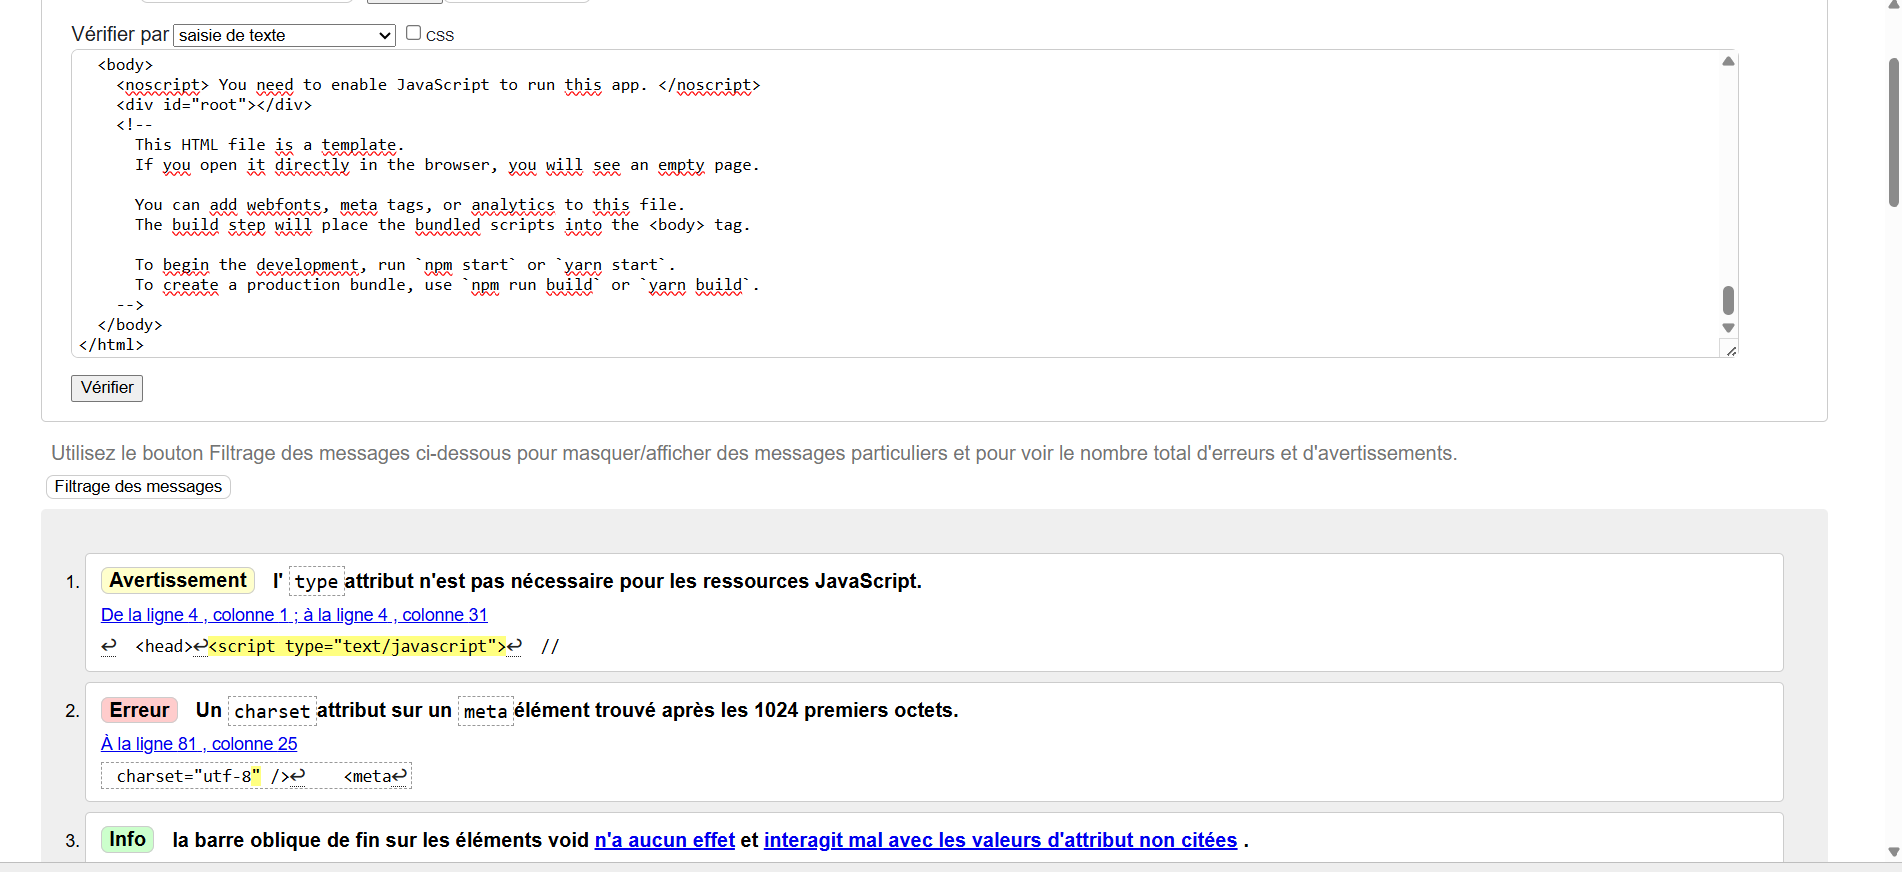 Vérifier par saisie de texte CSS
<body>
<noscript> You need to enable JavaScript to run this app. </noscript>
<div id="root"></div>
<!--
This HTML file is a template.
If you open it directly in the browser, you will see an empty page.
You can add webfonts, meta tags, or analytics to this file.
The build step will place the bundled scripts into the <body> tag.
To begin the development, run `npm start` or `yarn start`.
To create a production bundle, use `npm run build` or `yarn build`.
-->
</body>
</html>
Vérifier
Utilisez le bouton Filtrage des messages ci-dessous pour masquer/afficher des messages particuliers et pour voir le nombre total d'erreurs et d'avertissements.
Filtrage des messages
1. Avertissement l' type attribut n'est pas nécessaire pour les ressources JavaScript.
De la ligne 4 , colonne 1 ; à la ligne 4 , colonne 31
↩ <head>↩<script type="text/javascript">↩ //
2. Erreur Un charset attribut sur un meta élément trouvé après les 1024 premiers octets.
À la ligne 81 , colonne 25
charset="utf-8" />↩ <meta↩
3. Info la barre oblique de fin sur les éléments void n'a aucun effet et interagit mal avec les valeurs d'attribut non citées .